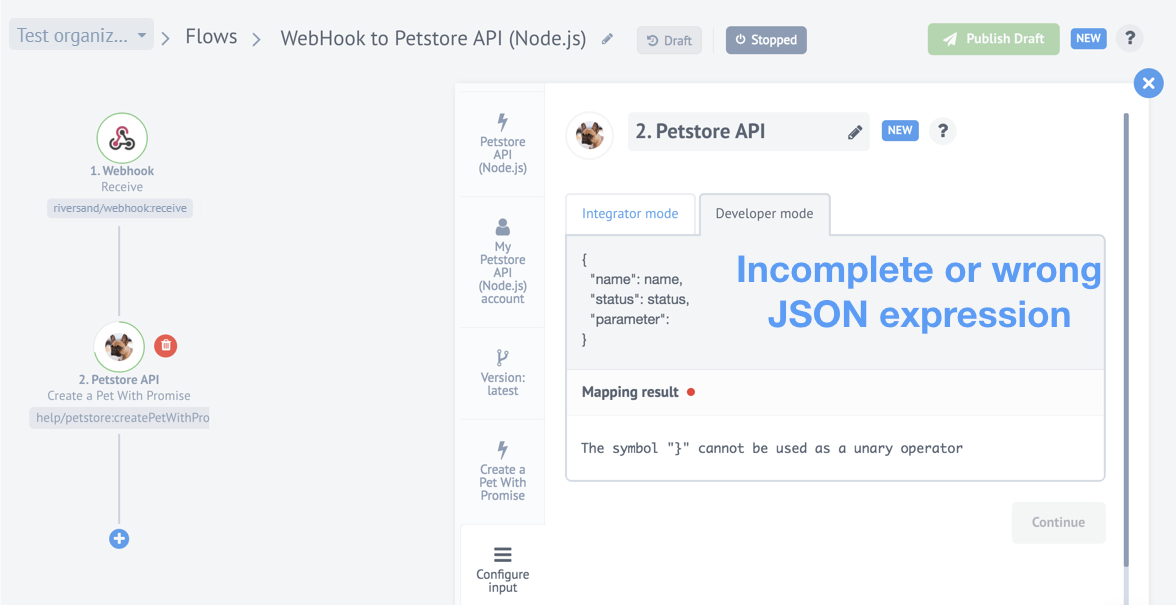 Test organiz...
Flows
WebHook to Petstore API (Node.js)
Draft
Stopped
Publish Draft
NEW
?
1. Webhook
Receive
riversand/webhook:receive
2. Petstore API
Create a Pet With Promise
help/petstore:createPetWithPro
Petstore
API
(Node.js)
My
Petstore
API
(Node.js)
account
Version:
latest
Create a
Pet With
Promise
Configure
input
2. Petstore API
NEW
?
Integrator mode
Developer mode
{
"name": name,
"status": status,
"parameter":
}
Incomplete or wrong
JSON expression
Mapping result
The symbol "}" cannot be used as a unary operator
Continue